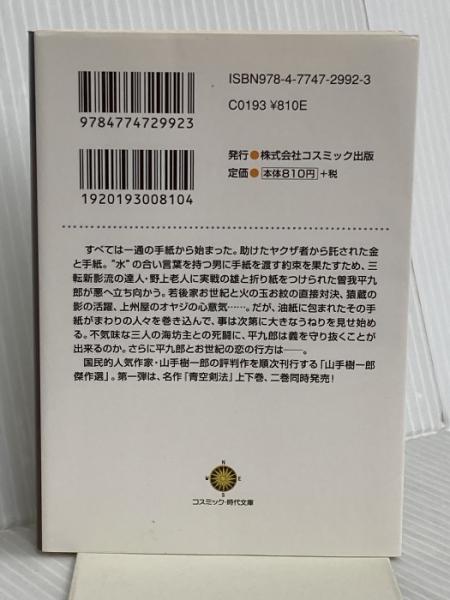 ISBN978-4-7747-2992-3
C0193 ¥810E
9784774729923
発行●株式会社コスミック出版
定価●本体810円+税
1920193008104
すべては一通の手紙から始まった。助けたヤクザ者から託された金
と手紙。“水”の合い言葉を持つ男に手紙を渡す約束を果たすため、三
転新影流の達人・野上老人に実戦の雄と折り紙をつけられた曽我平九
郎が悪へ立ち向かう。若後家お世紀と火の玉お紋の直接対決、猿蔵の
影の活躍、上州屋のオヤジの心意気……。だが、油紙に包まれたその手
紙がまわりの人々を巻き込んで、事は次第に大きなうねりを見せ始め
る。不気味な三人の海坊主との死闘に、平九郎は義を守り抜くことが
出来るのか。さらに平九郎とお世紀の恋の行方は――。
国民的人気作家・山手樹一郎の評判作を順次刊行する「山手樹一郎
傑作選」。第一弾は、名作『青空剣法』上下巻、二巻同時発売！
N
W
E
S
コスミック・時代文庫